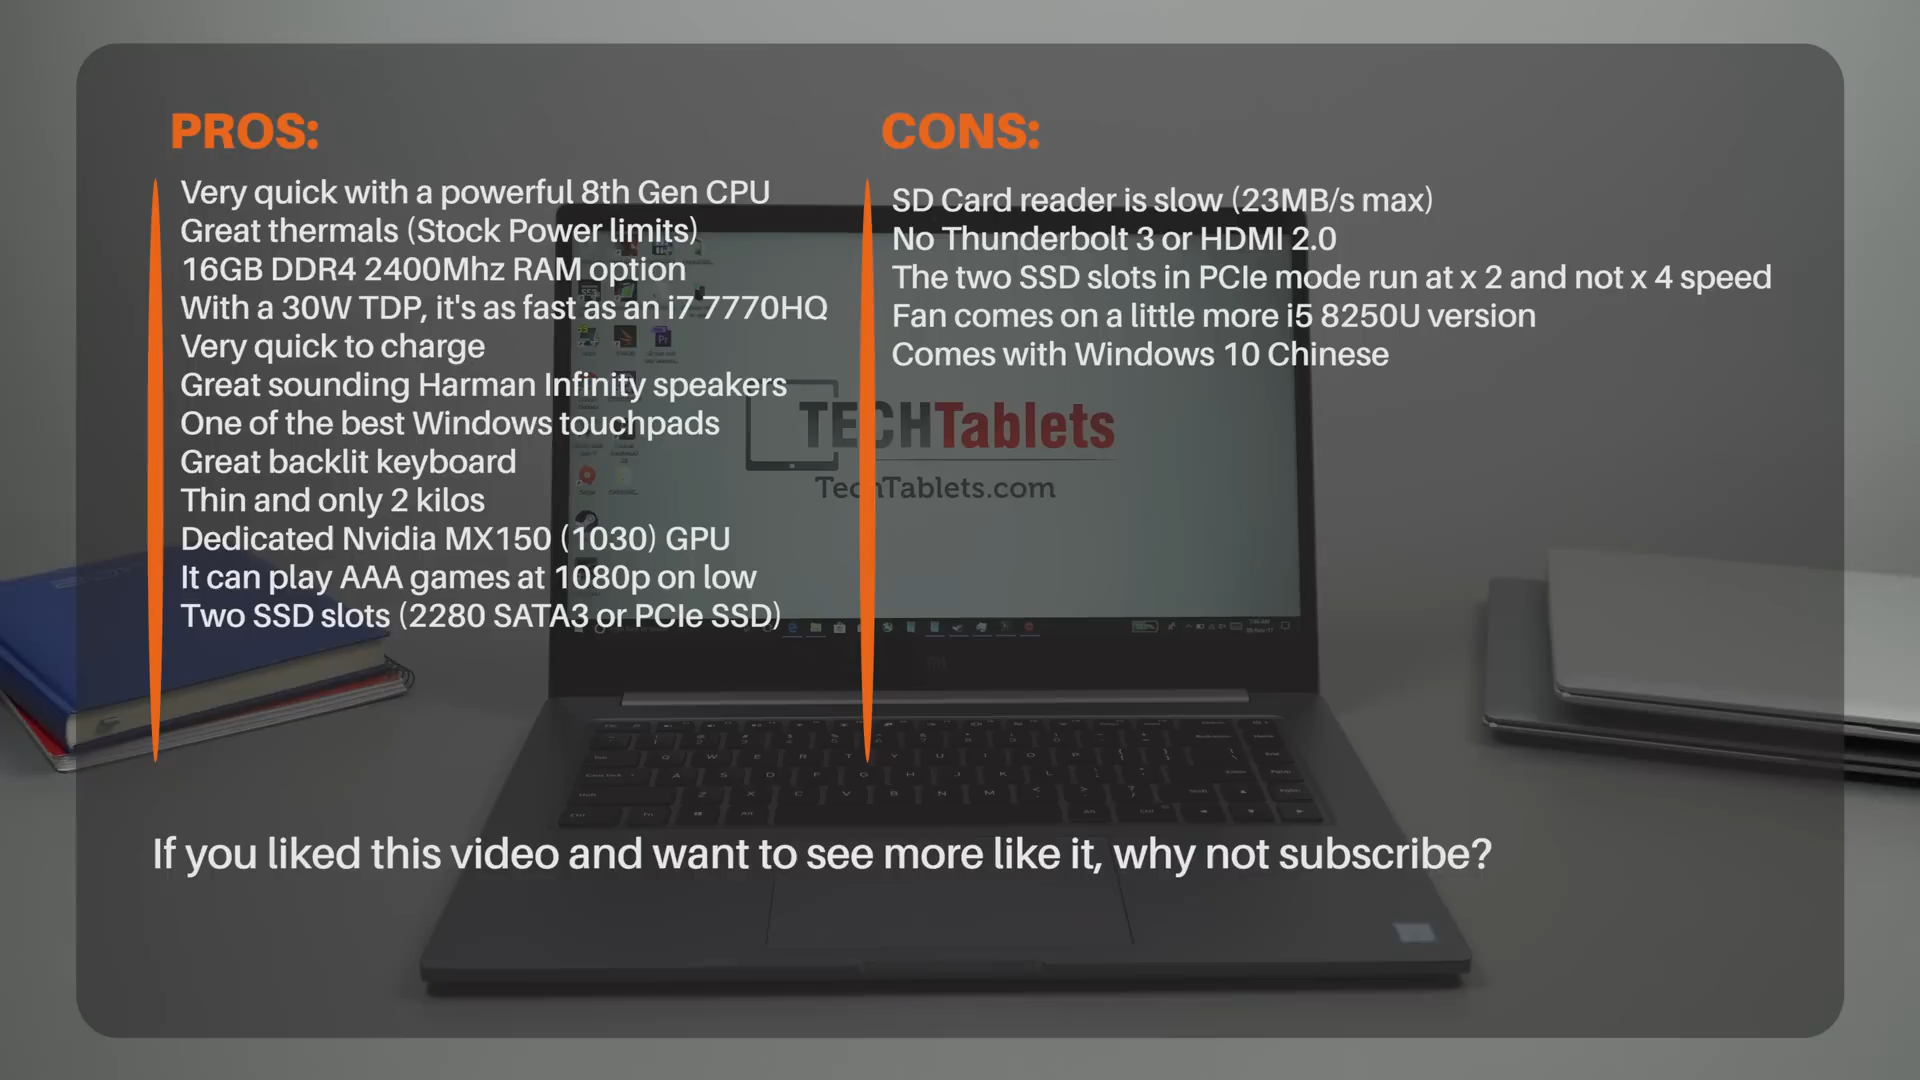 PROS:
Very quick with a powerful 8th Gen CPU
Great thermals (Stock Power limits)
16GB DDR4 2400Mhz RAM option
With a 30W TDP, it's as fast as an i7 7770HQ
Very quick to charge
Great sounding Harman Infinity speakers
One of the best Windows touchpads
Great backlit keyboard
Thin and only 2 kilos
Dedicated Nvidia MX150 (1030) GPU
It can play AAA games at 1080p on low
Two SSD slots (2280 SATA3 or PCIe SSD)
CONS:
SD Card reader is slow (23MB/s max)
No Thunderbolt 3 or HDMI 2.0
The two SSD slots in PCIe mode run at x 2 and not x 4 speed
Fan comes on a little more i5 8250U version
Comes with Windows 10 Chinese
TECHTablets
TechTablets.com
If you liked this video and want to see more like it, why not subscribe?